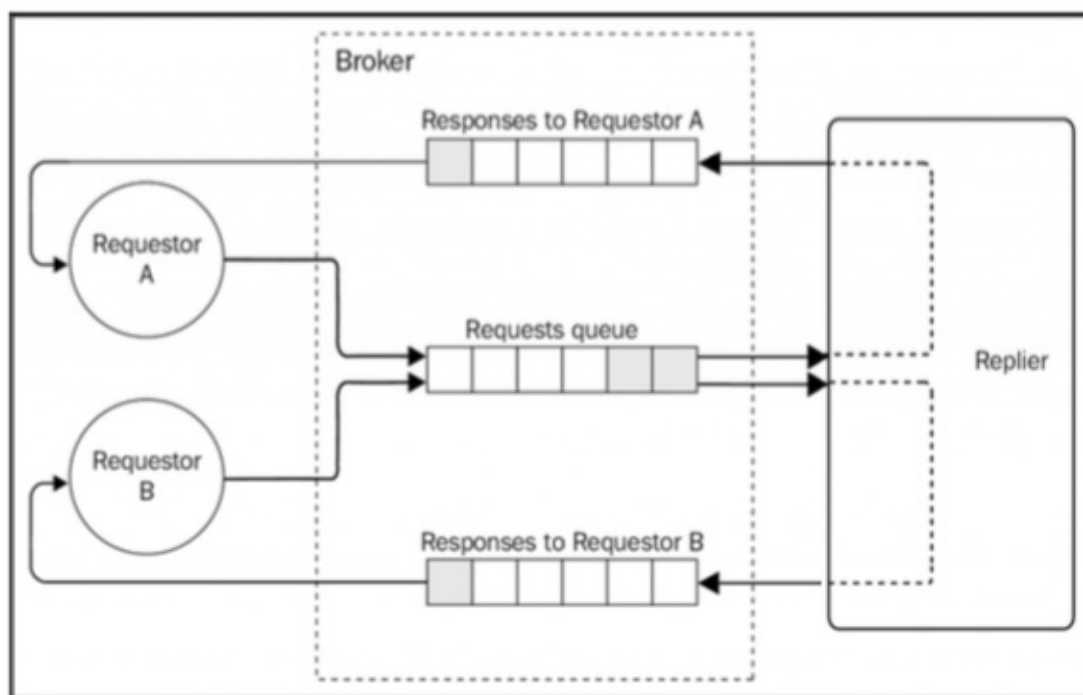 Broker
Responses to Requestor A
Requestor
A
Requests queue
Replier
Requestor
B
Responses to Requestor B